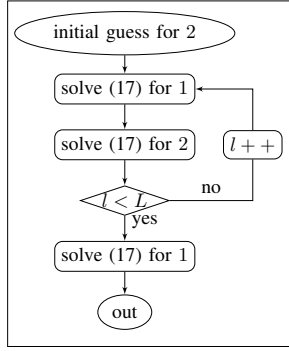 initial guess for 2
solve (17) for 1
solve (17) for 2
l + +
l < L
no
yes
solve (17) for 1
out